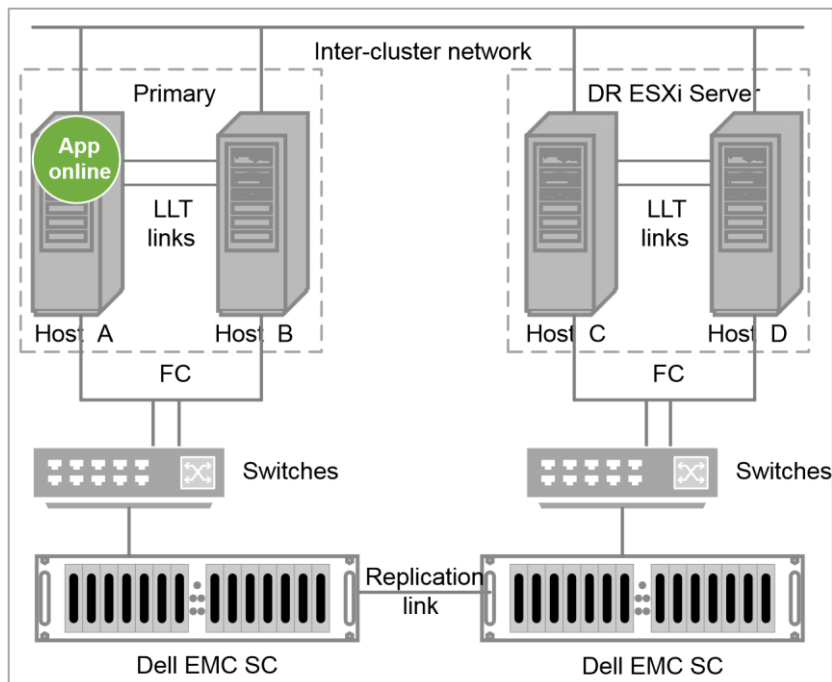 Inter-cluster network
Primary
DR ESXi Server
App
online
LLT
links
LLT
links
Host A
Host B
Host C
Host D
FC
FC
Switches
Switches
Replication
link
Dell EMC SC
Dell EMC SC